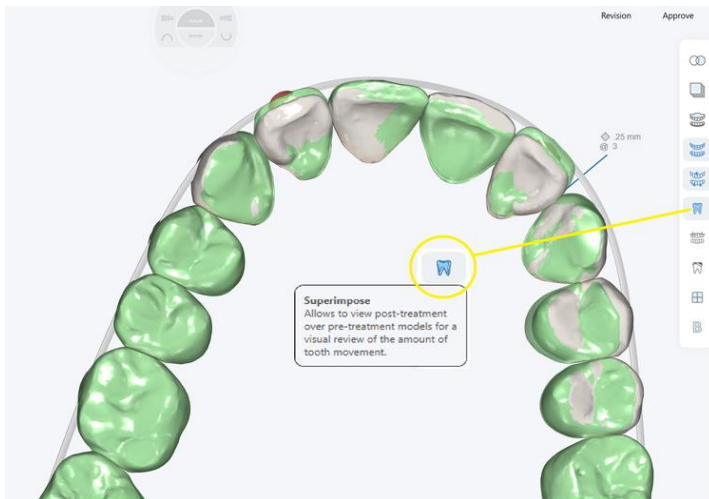 Revision Approve
.25 mm
@ 3
Superimpose
Allows to view post-treatment
over pre-treatment models for a
visual review of the amount of
tooth movement.
B